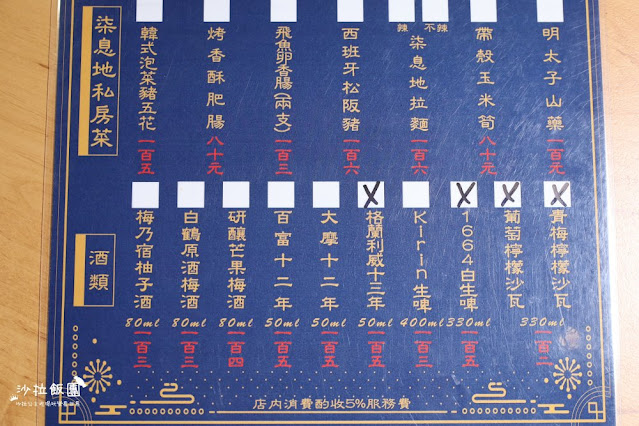 柒息地私房菜
明太子山藥
一百元
帶殼玉米筍
八十元
辣
不辣
柒息地拉麵
一百六
西班牙松阪豬
一百六
飛魚卵香腸(兩支)
一百三
烤香酥肥腸
八十元
韓式泡菜豬五花
一百五
酒類
青梅檸檬沙瓦
葡萄檸檬沙瓦
330ml
一百二
1664白生啤
330ml
一百五
Kirin生啤
400ml
一百三
格蘭利威十三年
50ml
一百五
大摩十二年
50ml
一百五
百富十二年
50ml
一百五
研釀芒果梅酒
80ml
一百四
白鶴原酒梅酒
80ml
一百三
梅乃宿柚子酒
80ml
一百三
店內消費酌收5%服務費
沙拉飯團